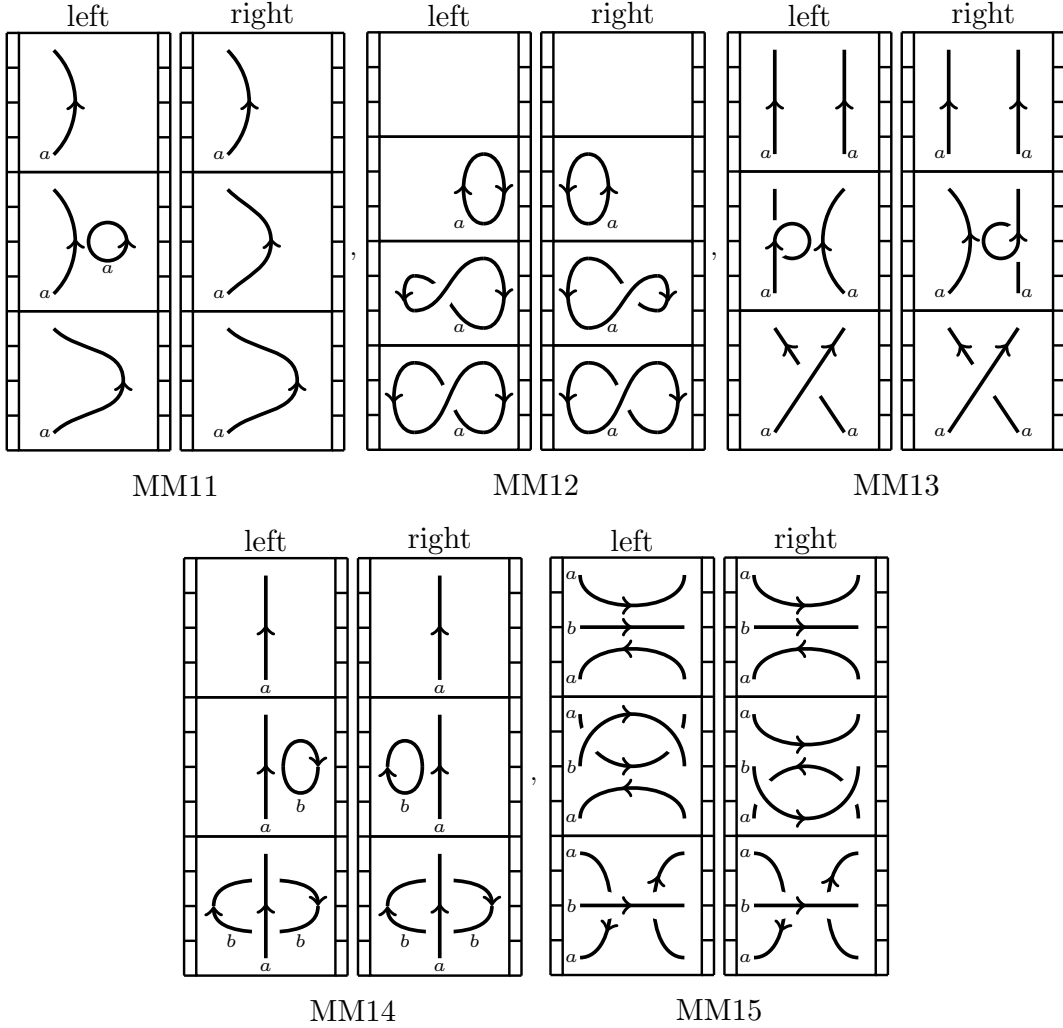 left right left right left right
a a a a a a
a a
a
a a a a a a
, ,
a a
a a a a a a a a
MM11 MM12 MM13
left right left right
a a
b b
a a
a a
a a
b b
,
b b
a a
a a
a a
b b
b b b b
a a
a a
MM14 MM15